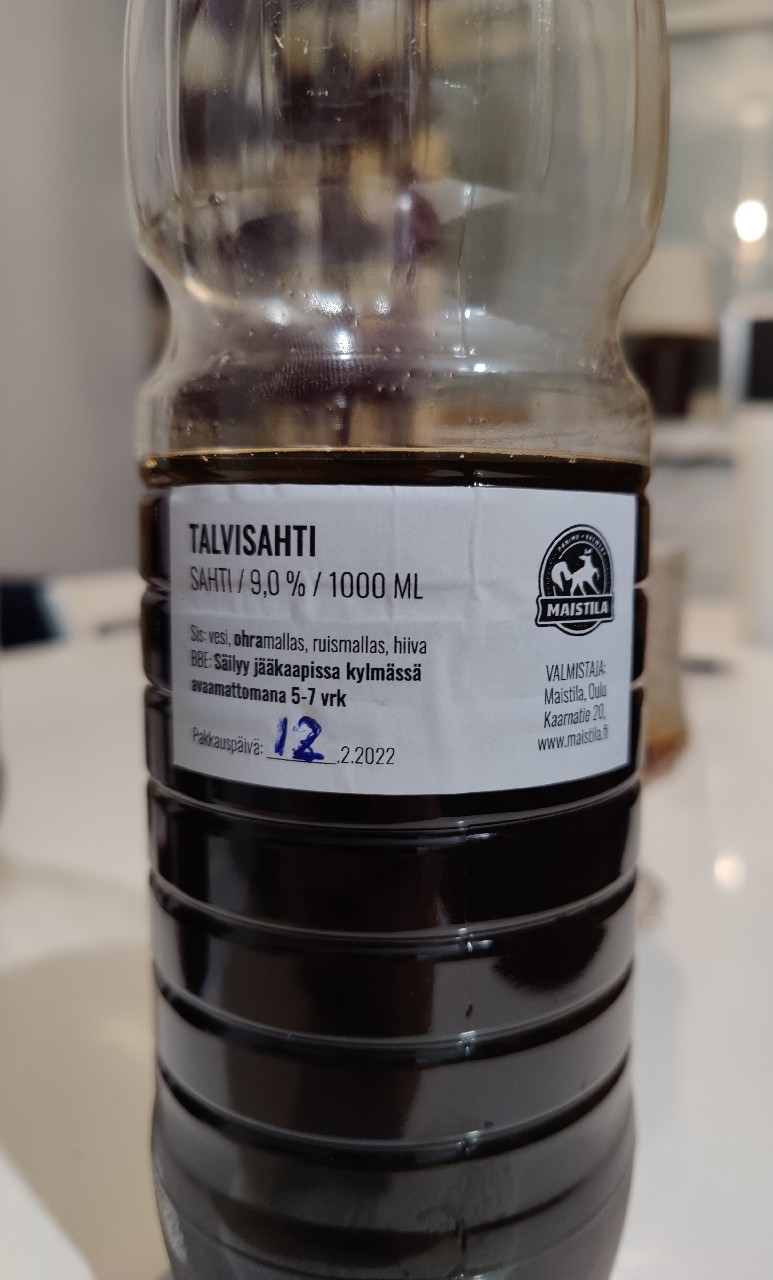 TALVISAHTI
SAHTI / 9,0 % / 1000 ML
Sis: vesi, ohramallas, ruismallas, hiiva
BBE: Säilyy jääkaapissa kylmässä
avaamattomana 5-7 vrk
Pakkauspäivä: 12.2.2022
MAISTILA
VALMISTAJA:
Maistila, Oulu
Kaarnatie 20,
www.maistila.fi